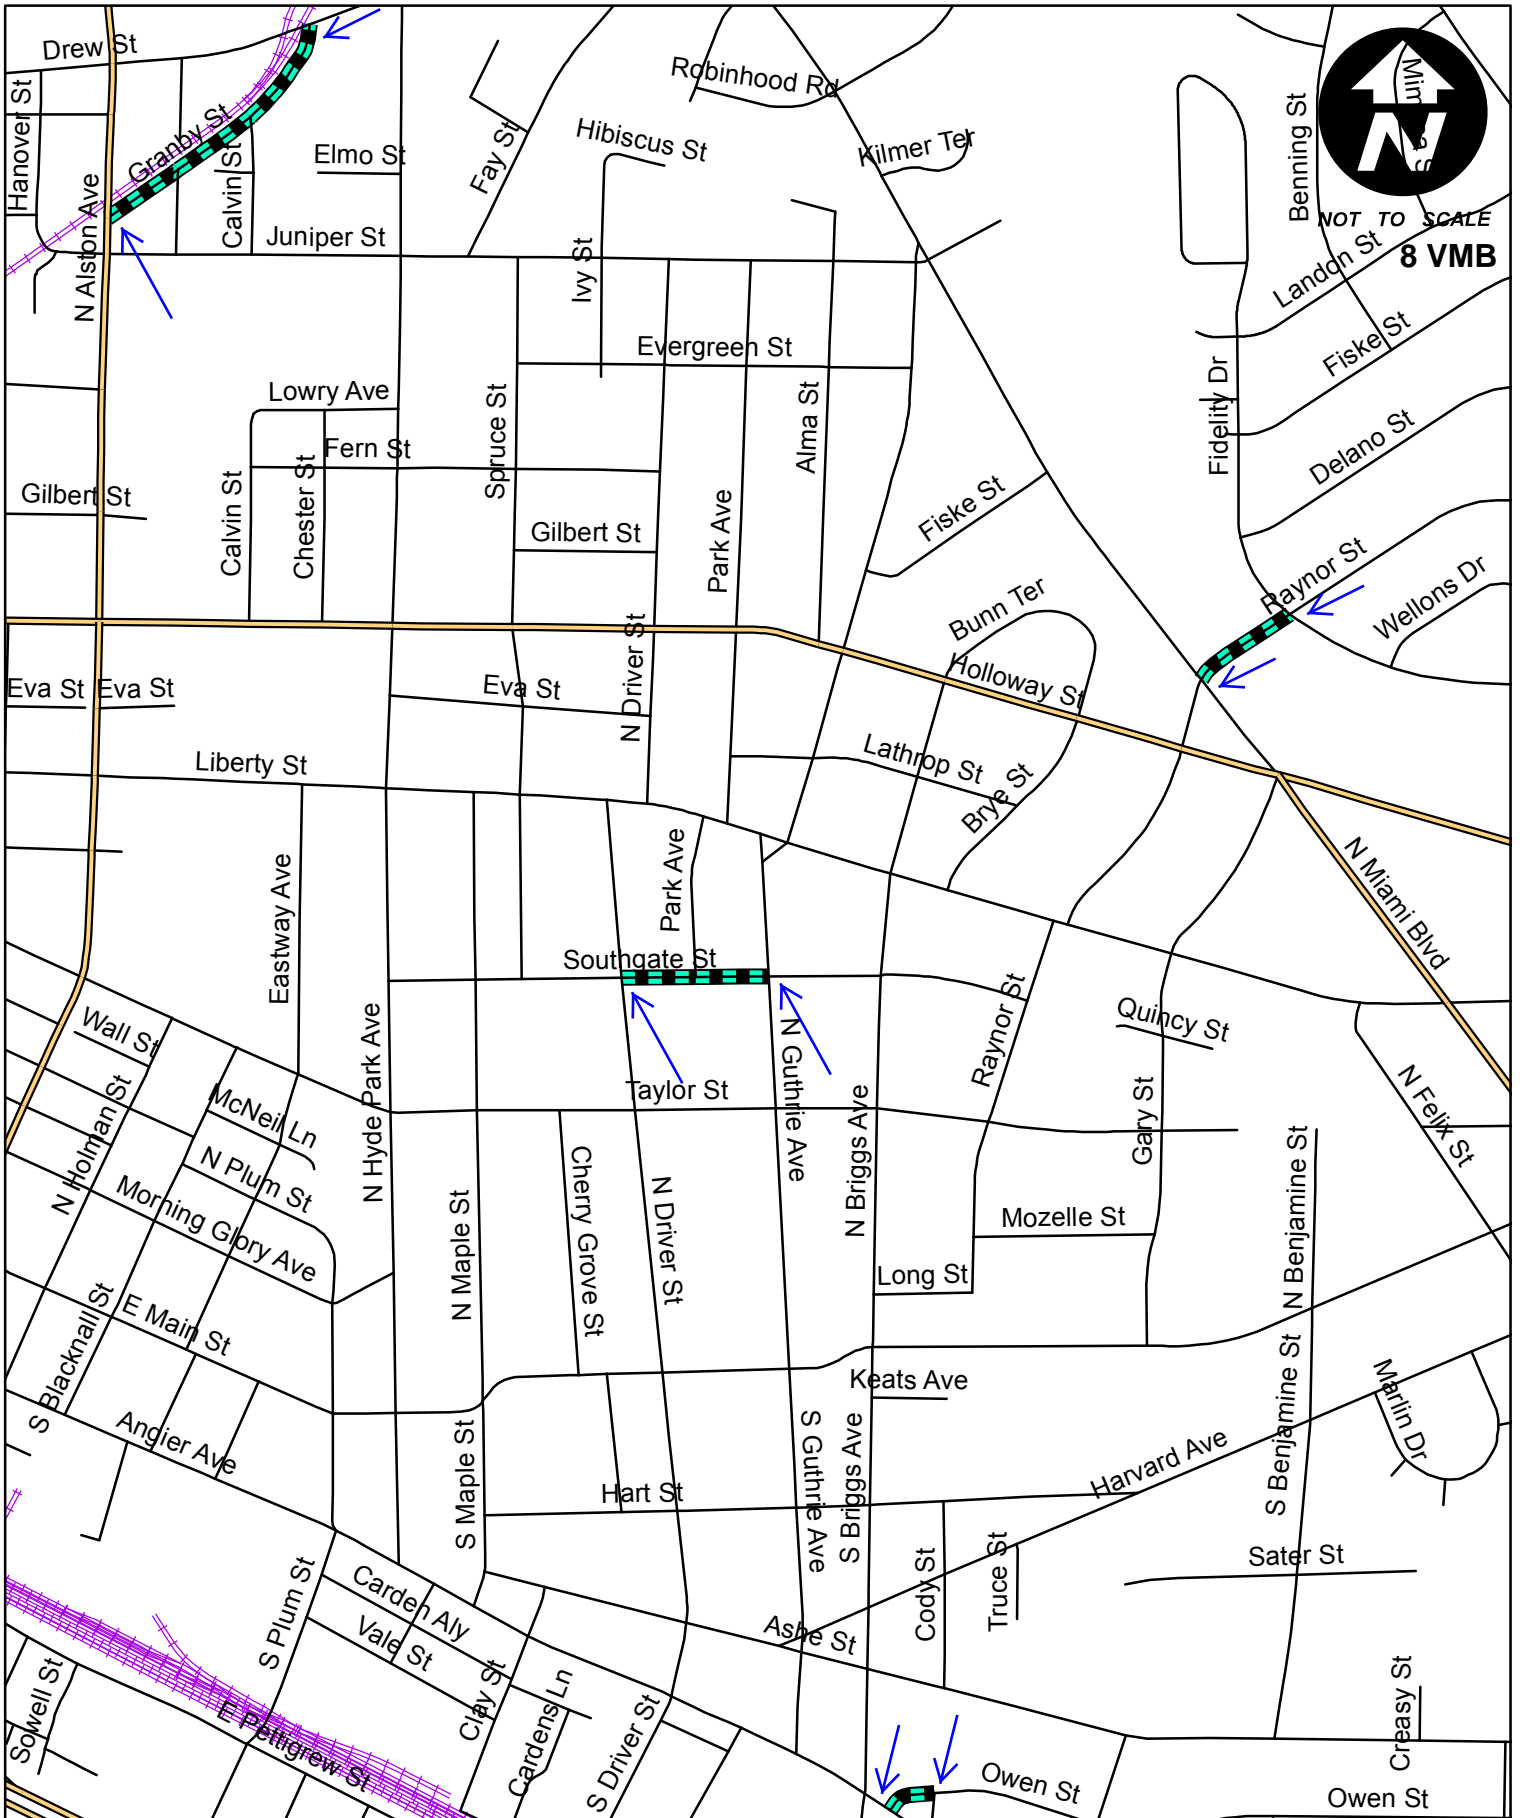 Drew St
Robinhood Rd
Hanover St
Granby St
Calvin St
Elmo St
Fay St
Hibiscus St
Kilmer Ter
Benning St
N
NOT TO SCALE
8 VMB
N Alston Ave
Juniper St
Ivy St
Landon St
Evergreen St
Fiske St
Lowry Ave
Fern St
Spruce St
Alma St
Fidelity Dr
Delano St
Gilbert St
Calvin St
Chester St
Gilbert St
Park Ave
Fiske St
Raynor St
Wellons Dr
Bunn Ter
N Driver St
Holloway St
Eva St
Eva St
Eva St
Liberty St
Lathrop St
Brye St
Park Ave
N Miami Blvd
Eastway Ave
Southgate St
Raynor St
Quincy St
Wall St
N Hyde Park Ave
N Guthrie Ave
Taylor St
N Felix St
McNeil Ln
N Holman St
N Briggs Ave
Gary St
N Plum St
Cherry Grove St
N Driver St
Morning Glory Ave
N Maple St
Mozelle St
N Benjamine St
Long St
E Main St
S Blacknall St
Keats Ave
Marlin Dr
Angier Ave
S Maple St
S Guthrie Ave
S Briggs Ave
Harvard Ave
S Benjamine St
Hart St
Sater St
Carden Aly
Cody St
Truce St
S Plum St
Vale St
Ashe St
Clay St
Cardens Ln
Sowell St
E Pettigrew St
S Driver St
Creasy St
Owen St
Owen St